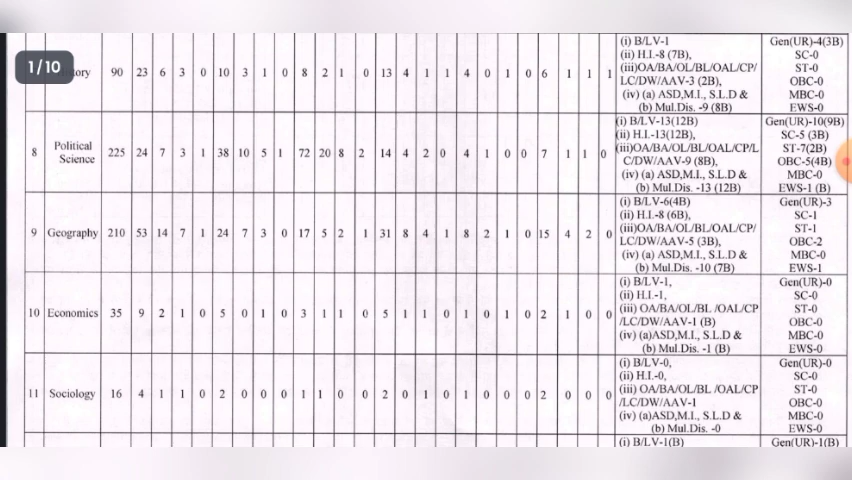 1/10
tory 90 23 6 3 0 10 3 1 0 8 2 1 0 13 4 1 1 4 0 1 0 6 1 1 1
(i) B/LV-1
(ii) H.I.-8 (7B),
(iii)OA/BA/OL/BL/OAL/CP/
LC/DW/AAV-3 (2B),
(iv) (a) ASD,M.I., S.L.D &
(b) Mul.Dis. -9 (8B)
Gen(UR)-4(3B)
SC-0
ST-0
OBC-0
MBC-0
EWS-0
8 Political
Science 225 24 7 3 1 38 10 5 1 72 20 8 2 14 4 2 0 4 1 0 0 7 1 1 0
(i) B/LV-13(12B)
(ii) H.I.-13(12B),
(iii)OA/BA/OL/BL/OAL/CP/L
C/DW/AAV-9 (8B),
(iv) (a) ASD,M.I., S.L.D &
(b) Mul.Dis. -13 (12B)
Gen(UR)-10(9B)
SC-5 (3B)
ST-7(2B)
OBC-5(4B)
MBC-0
EWS-1 (B)
9 Geography 210 53 14 7 1 24 7 3 0 17 5 2 1 31 8 4 1 8 2 1 0 15 4 2 0
(i) B/LV-6(4B)
(ii) H.I.-8 (6B),
(iii)OA/BA/OL/BL/OAL/CP/
LC/DW/AAV-5 (3B),
(iv) (a) ASD,M.I., S.L.D &
(b) Mul.Dis. -10 (7B)
Gen(UR)-3
SC-1
ST-1
OBC-2
MBC-0
EWS-1
10 Economics 35 9 2 1 0 5 0 1 0 3 1 1 0 5 1 1 0 1 0 1 0 2 1 0 0
(i) B/LV-1,
(ii) H.I.-1,
(iii) OA/BA/OL/BL /OAL/CP
/LC/DW/AAV-1 (B)
(iv) (a)ASD,M.I., S.L.D &
(b) Mul.Dis. -1 (B)
Gen(UR)-0
SC-0
ST-0
OBC-0
MBC-0
EWS-0
11 Sociology 16 4 1 1 0 2 0 0 0 1 1 0 0 2 0 1 0 1 0 0 0 2 0 0 0
(i) B/LV-0,
(ii) H.I.-0,
(iii) OA/BA/OL/BL /OAL/CP
/LC/DW/AAV-1
(iv) (a)ASD,M.I., S.L.D &
(b) Mul.Dis. -0
Gen(UR)-0
SC-0
ST-0
OBC-0
MBC-0
EWS-0
(i) B/LV-1(B)
Gen(UR)-1(B)